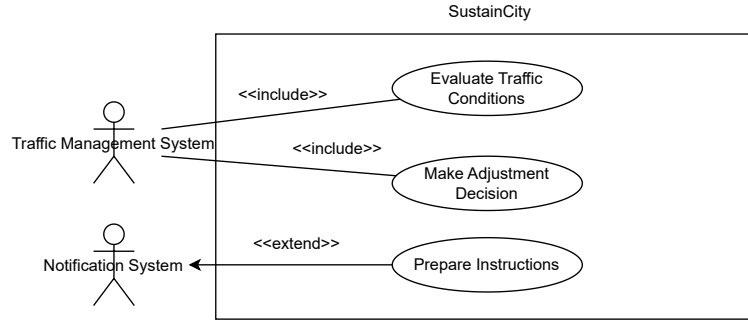 SustainCity
Evaluate Traffic
Conditions
<<include>>
Traffic Management System
<<include>>
Make Adjustment
Decision
<<extend>>
Notification System
Prepare Instructions